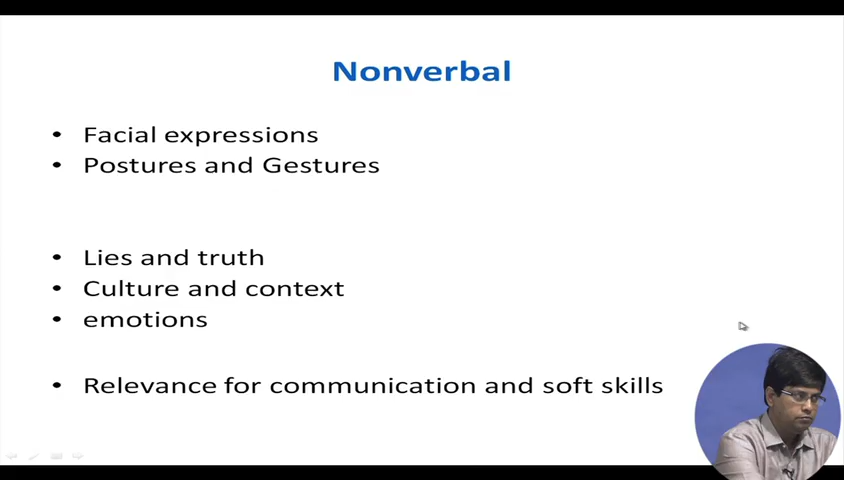 Nonverbal
• Facial expressions
• Postures and Gestures
• Lies and truth
• Culture and context
• emotions
• Relevance for communication and soft skills